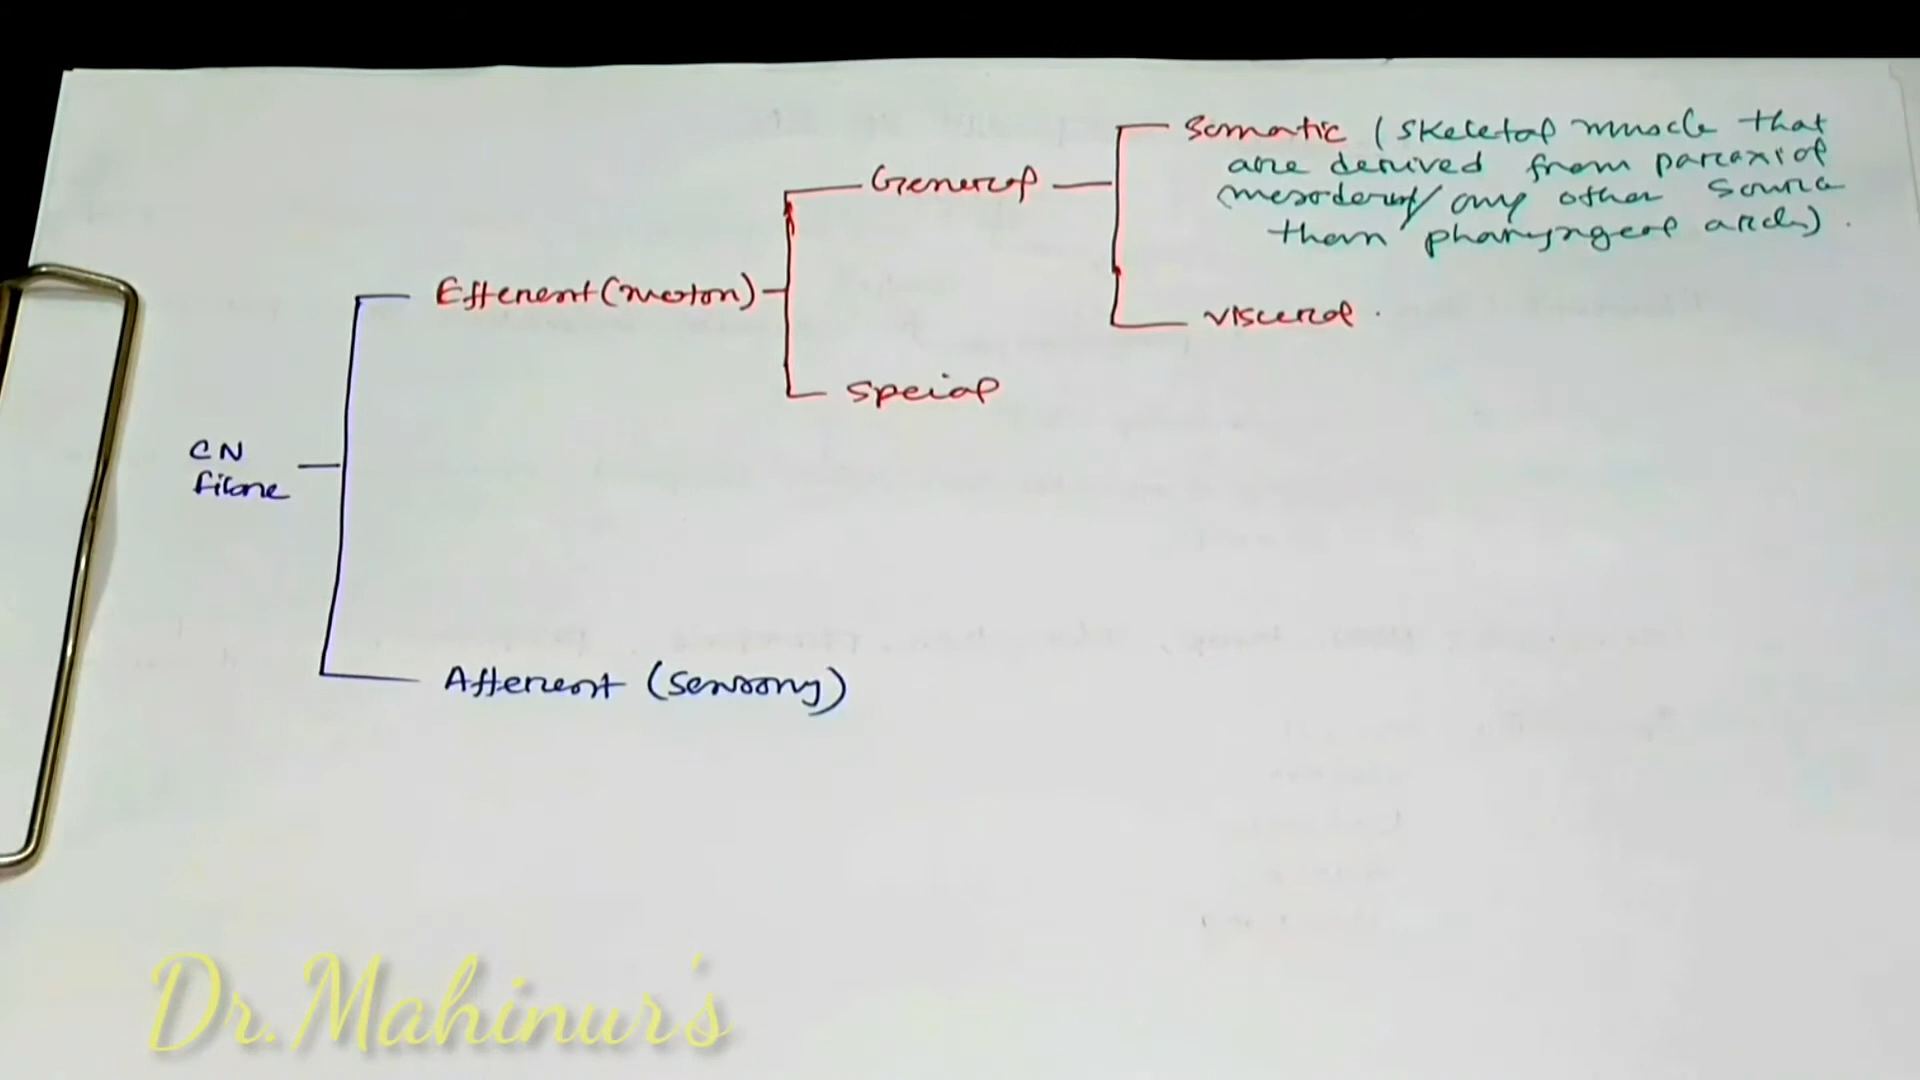 Somatic (skeletal muscle that
are derived from paraxial
mesoderm/ any other source
than pharyngeal arch).
General
Efferent (motor)
visceral.
speial
CN
fibre
Afferent (sensory)
Dr.Mahinur's